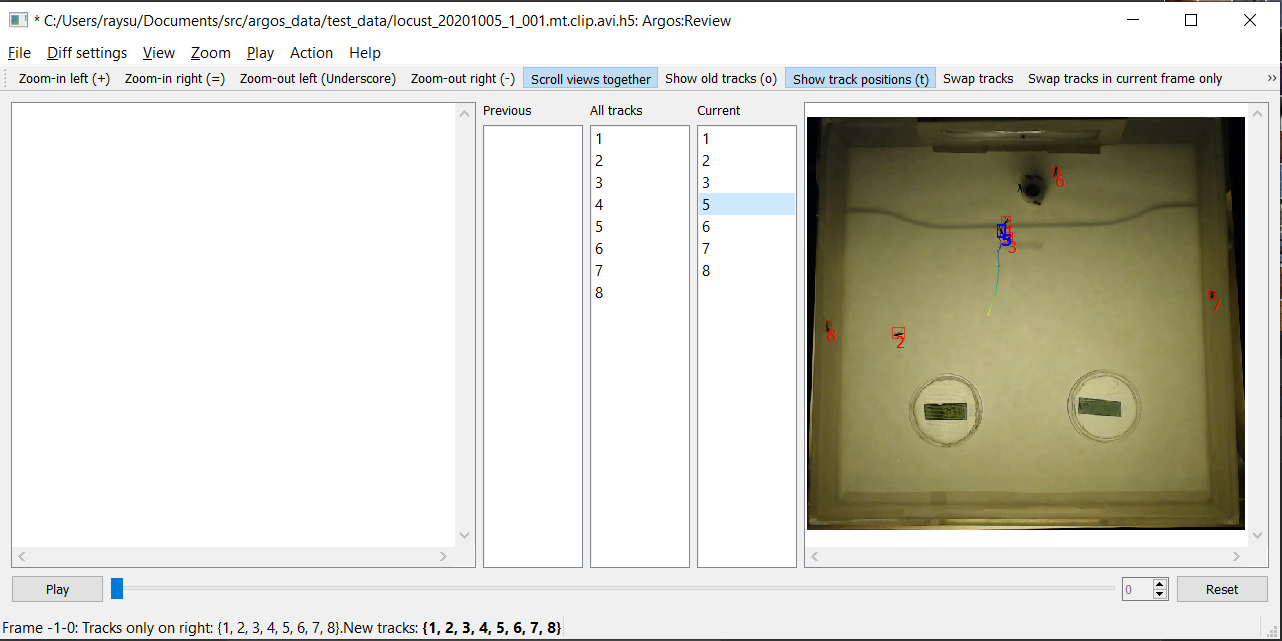 * C:/Users/raysu/Documents/src/argos_data/test_data/locust_20201005_1_001.mt.clip.avi.h5: Argos:Review
File Diff settings View Zoom Play Action Help
Zoom-in left (+) Zoom-in right (=) Zoom-out left (Underscore) Zoom-out right (-) Scroll views together Show old tracks (o) Show track positions (t) Swap tracks Swap tracks in current frame only »
Previous All tracks Current
1 1
2 2
3 3
4 5
5 6
6 7
7 8
8
6
5
3
7
8
2
Play 0 Reset
Frame -1-0: Tracks only on right: {1, 2, 3, 4, 5, 6, 7, 8}.New tracks: {1, 2, 3, 4, 5, 6, 7, 8}